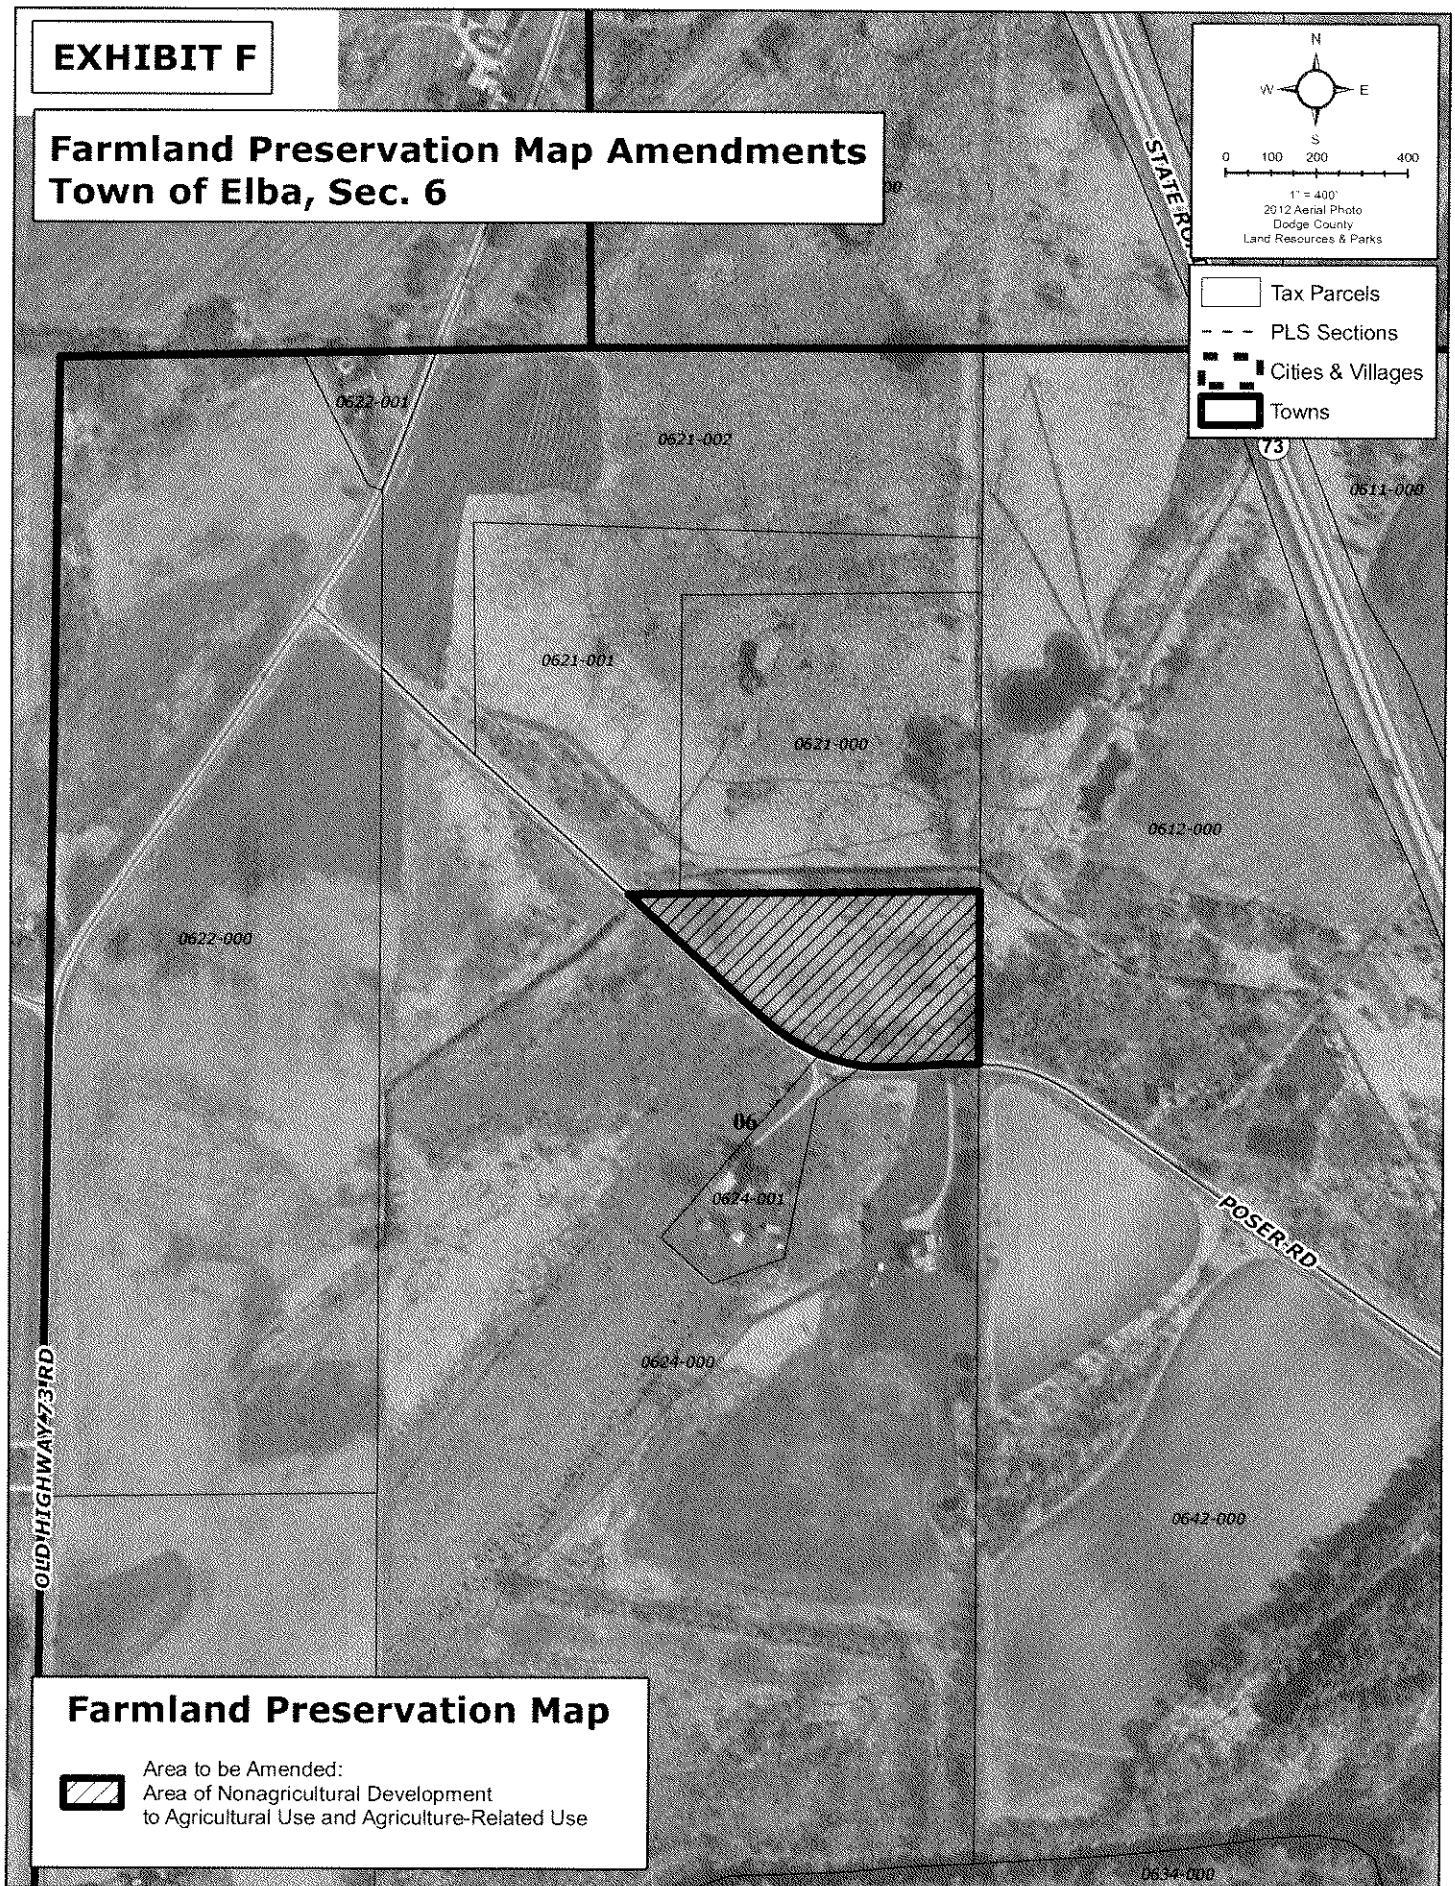 EXHIBIT F
Farmland Preservation Map Amendments
Town of Elba, Sec. 6
N
W E
S
0 100 200 400
1" = 400'
2012 Aerial Photo
Dodge County
Land Resources & Parks
STATE RO
Tax Parcels
PLS Sections
Cities & Villages
Towns
73
0622-001
0621-002
0611-000
0621-001
0621-000
0612-000
0622-000
06
0624-001
POSER RD
0624-000
OLD HIGHWAY 73 RD
0642-000
Farmland Preservation Map
Area to be Amended:
Area of Nonagricultural Development
to Agricultural Use and Agriculture-Related Use
0634-000